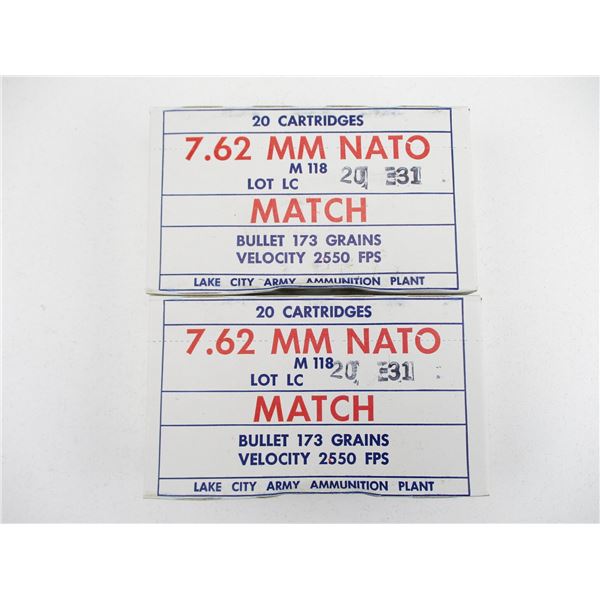 20 CARTRIDGES
7.62 MM NATO
M 118
LOT LC 20 31
MATCH
BULLET 173 GRAINS
VELOCITY 2550 FPS
LAKE CITY ARMY AMMUNITION PLANT
20 CARTRIDGES
7.62 MM NATO
M 118
LOT LC 20 31
MATCH
BULLET 173 GRAINS
VELOCITY 2550 FPS
LAKE CITY ARMY AMMUNITION PLANT